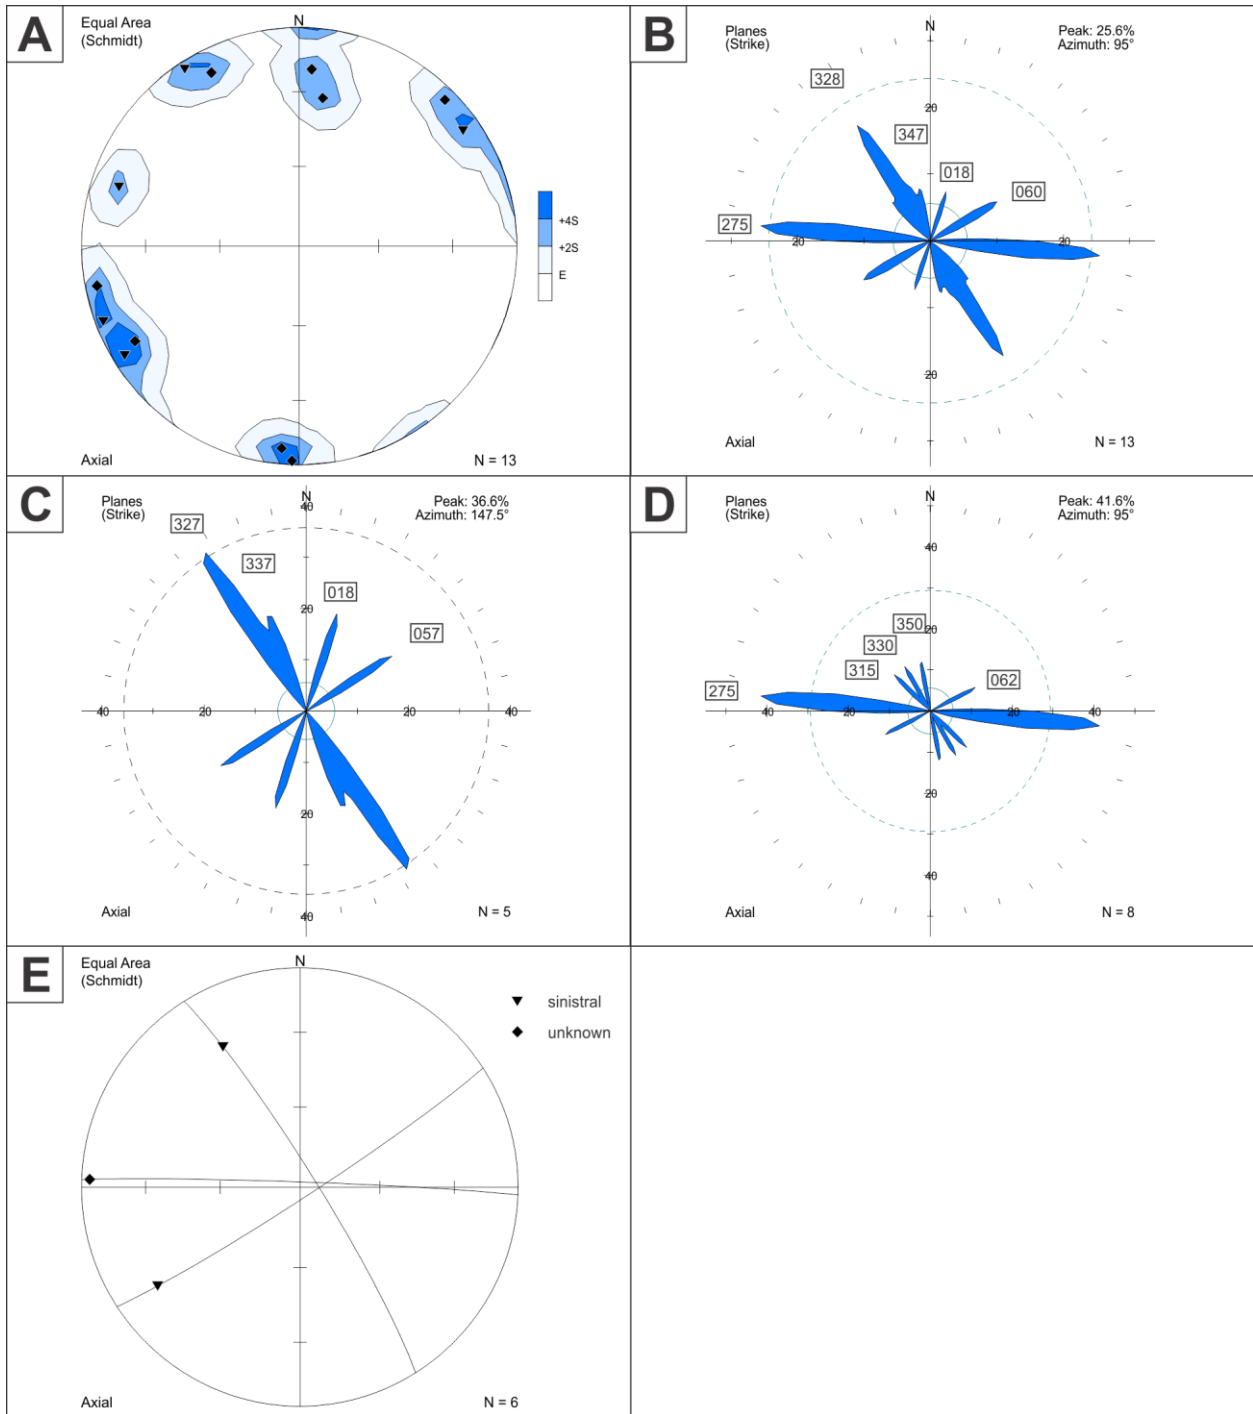 A
Equal Area
(Schmidt)
N
+4S
+2S
E
Axial
N = 13
B
Planes
(Strike)
N
Peak: 25.6%
Azimuth: 95°
328
20
347
018
060
275
20
20
20
Axial
N = 13
C
Planes
(Strike)
N
40
Peak: 36.6%
Azimuth: 147.5°
327
337
018
20
057
40
20
20
40
20
Axial
40
N = 5
D
Planes
(Strike)
N
Peak: 41.6%
Azimuth: 95°
40
350
20
330
315
062
275
40
20
20
40
20
40
Axial
N = 8
E
Equal Area
(Schmidt)
N
sinistral
unknown
Axial
N = 6